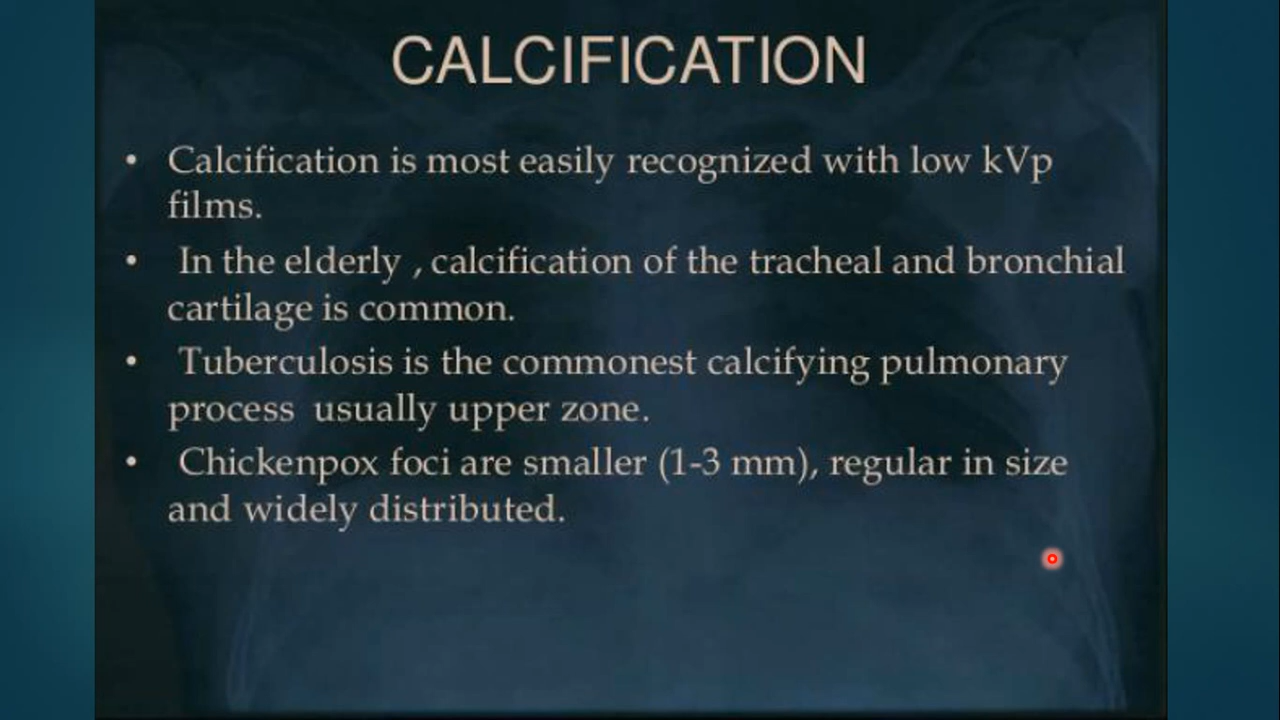 CALCIFICATION
• Calcification is most easily recognized with low kVp
films.
• In the elderly , calcification of the tracheal and bronchial
cartilage is common.
• Tuberculosis is the commonest calcifying pulmonary
process usually upper zone.
• Chickenpox foci are smaller (1-3 mm), regular in size
and widely distributed.